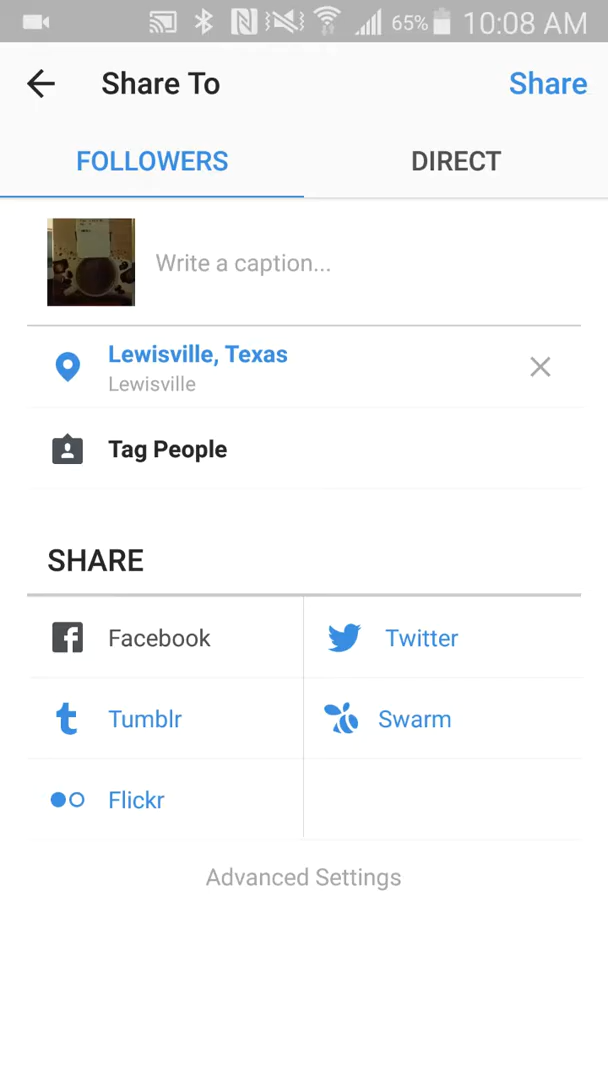 65% 10:08 AM
Share To Share
FOLLOWERS DIRECT
Write a caption...
Lewisville, Texas
Lewisville
Tag People
SHARE
Facebook Twitter
Tumblr Swarm
Flickr
Advanced Settings